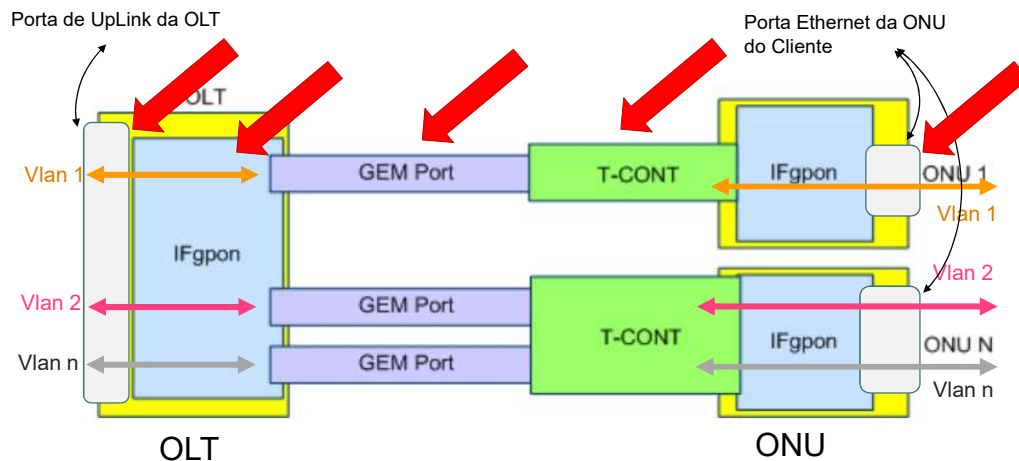 Porta de UpLink da OLT
Porta Ethernet da ONU
do Cliente
OLT
Vlan 1
GEM Port
T-CONT
IFgpon
ONU 1
Vlan 1
IFgpon
Vlan 2
Vlan 2
GEM Port
T-CONT
IFgpon
ONU N
Vlan n
GEM Port
Vlan n
OLT
ONU